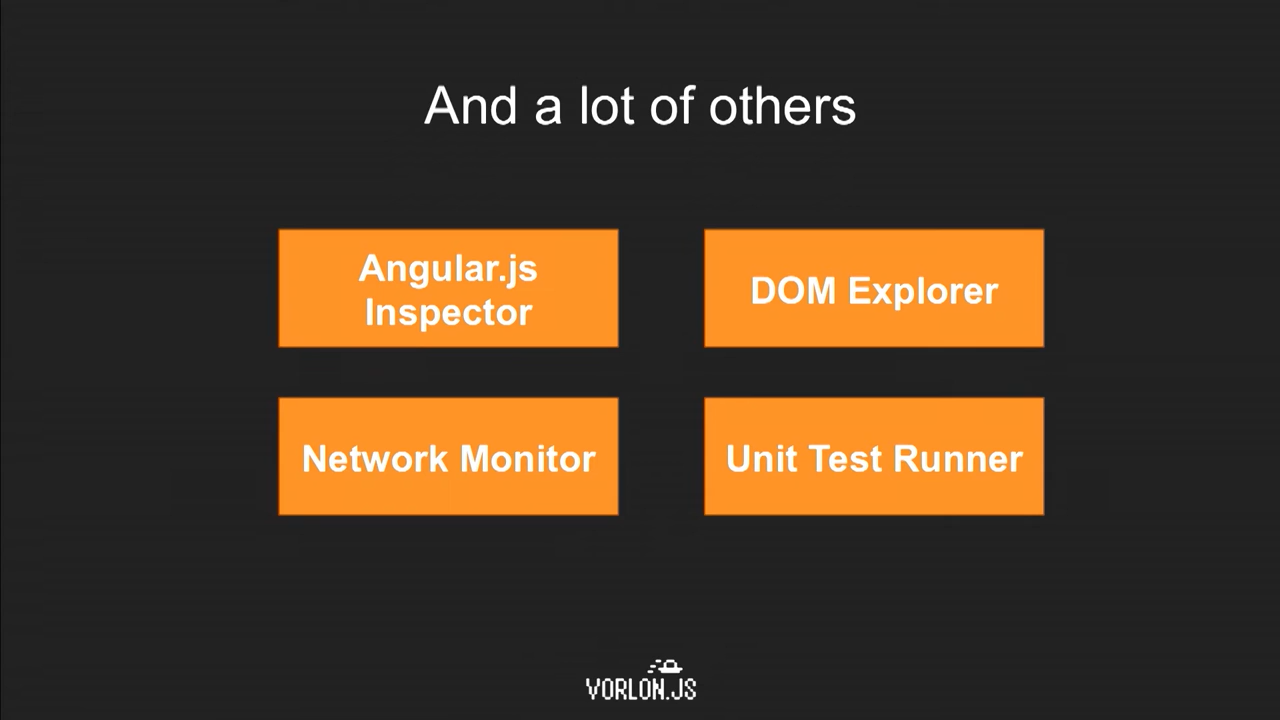 And a lot of others
Angular.js
Inspector
DOM Explorer
Network Monitor
Unit Test Runner
VORLON.JS